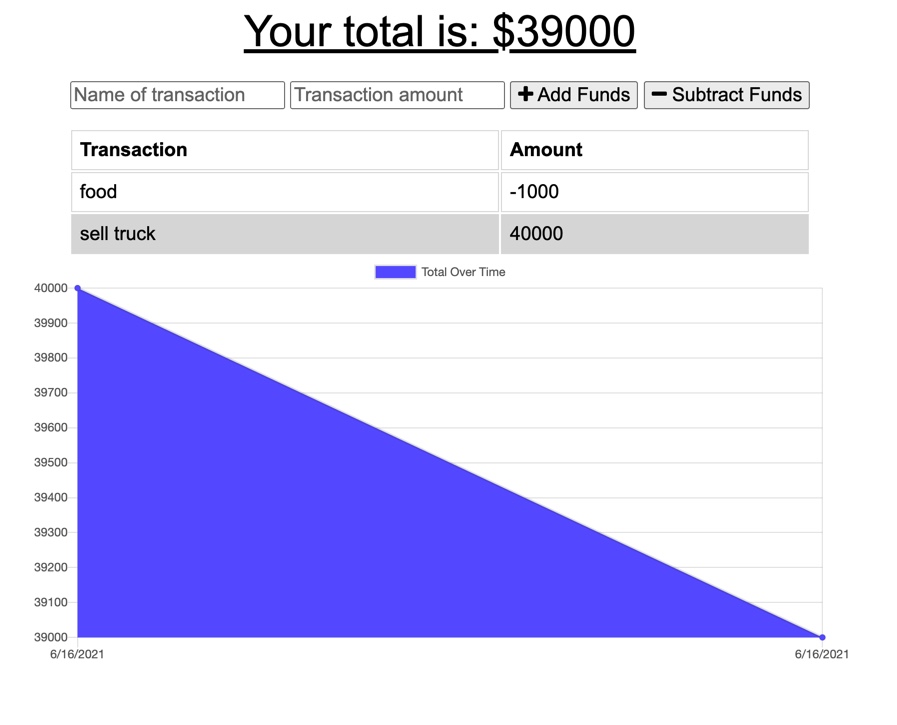 Your total is: $39000
Name of transaction Transaction amount Add Funds Subtract Funds
Transaction Amount
food -1000
sell truck 40000
Total Over Time
40000
39900
39800
39700
39600
39500
39400
39300
39200
39100
39000
6/16/2021 6/16/2021